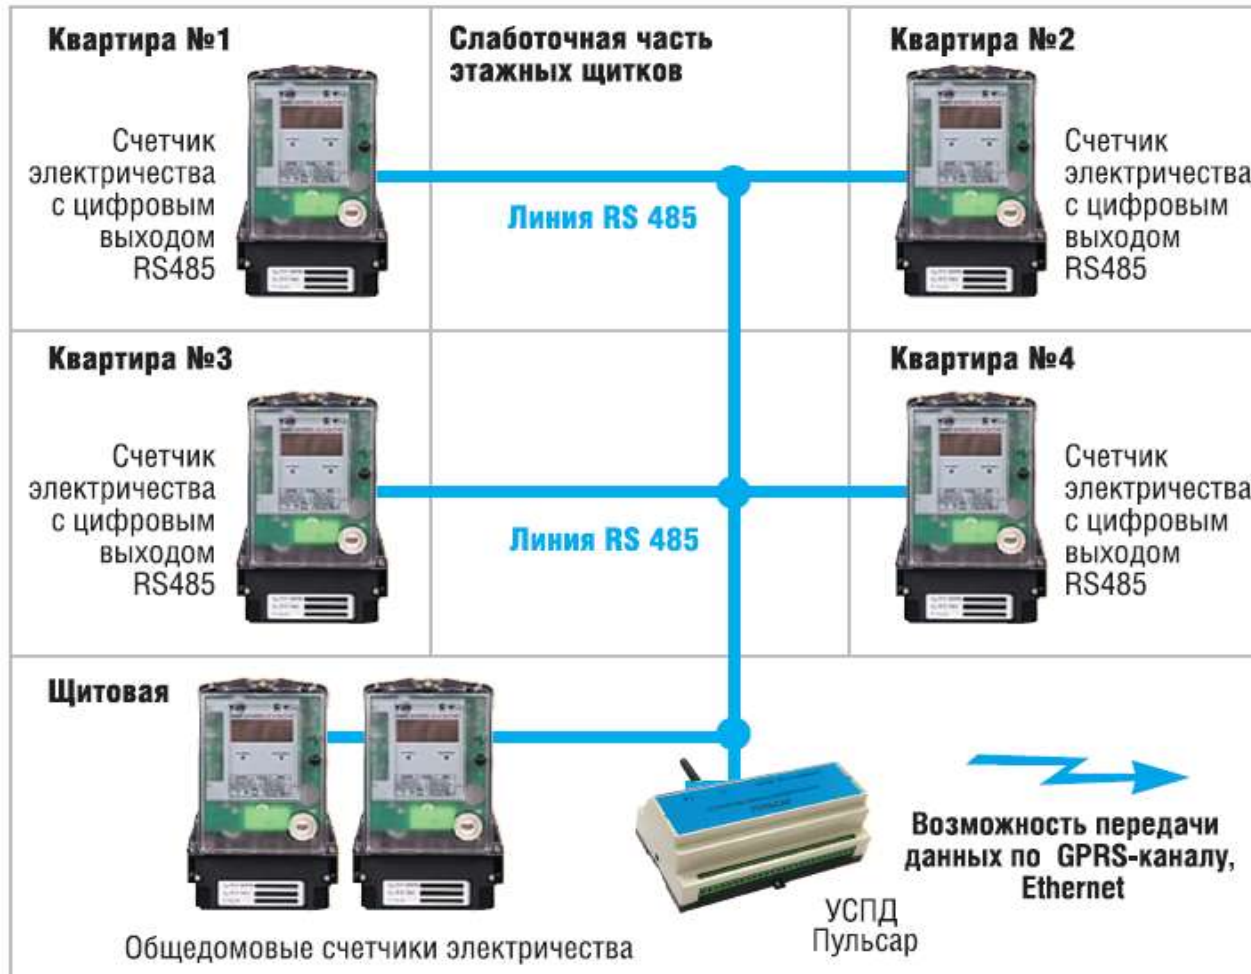 Квартира №1
Слаботочная часть
этажных щитков
Квартира №2
Счетчик
электричества
с цифровым
выходом
RS485
Линия RS 485
Счетчик
электричества
с цифровым
выходом
RS485
Квартира №3
Квартира №4
Счетчик
электричества
с цифровым
выходом
RS485
Линия RS 485
Счетчик
электричества
с цифровым
выходом
RS485
Щитовая
ПУЛЬСАР
Возможность передачи
данных по GPRS-каналу,
Ethernet
УСПД
Пульсар
Общедомовые счетчики электричества